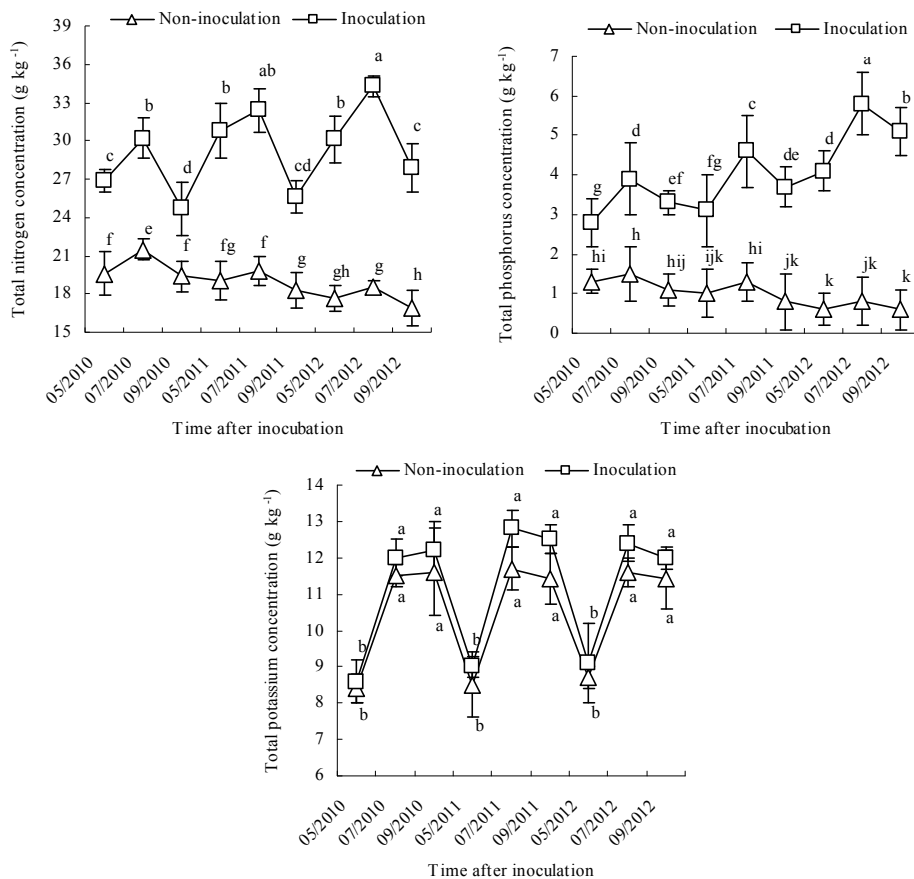 Non-inoculation Inoculation
Total nitrogen concentration (g kg -1)
39
36
33
30
27
24
21
18
15
c
b
d
b
ab
cd
b
a
c
f
e
f
fg
f
g
gh
g
h
05/2010
07/2010
09/2010
05/2011
07/2011
09/2011
05/2012
07/2012
09/2012
Time after inocubation
Non-inoculation Inoculation
Total phosphorus concentration (g kg -1)
7
6
5
4
3
2
1
0
g
d
ef
fg
c
de
d
a
b
hi
h
hij
ijk
hi
jk
k
jk
k
05/2010
07/2010
09/2010
05/2011
07/2011
09/2011
05/2012
07/2012
09/2012
Time after inocubation
Non-inoculation Inoculation
Total potassium concentration (g kg -1)
14
13
12
11
10
9
8
7
6
b
a
a
b
a
a
b
a
a
b
a
a
b
a
a
b
a
a
05/2010
07/2010
09/2010
05/2011
07/2011
09/2011
05/2012
07/2012
09/2012
Time after inoculation